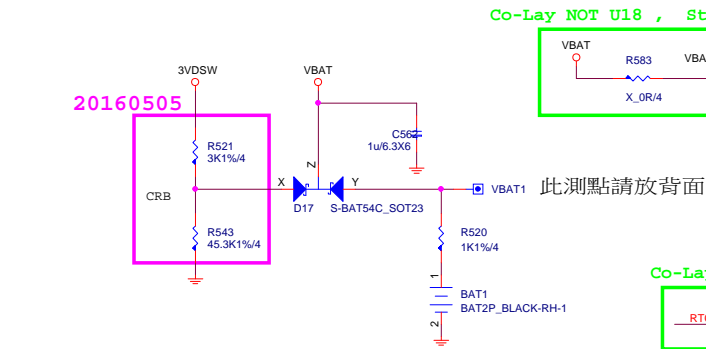 Co-Lay NOT U18 , St
VBAT
R583
VBA
X_0R/4
3VDSW
VBAT
20160505
R521
3K1%/4
C562
1u/6.3X6
CRB
X
Z
Y
D17
S-BAT54C_SOT23
VBAT1
此測點請放背面
R543
45.3K1%/4
R520
1K1%/4
1
BAT1
BAT2P_BLACK-RH-1
2
Co-La
RT